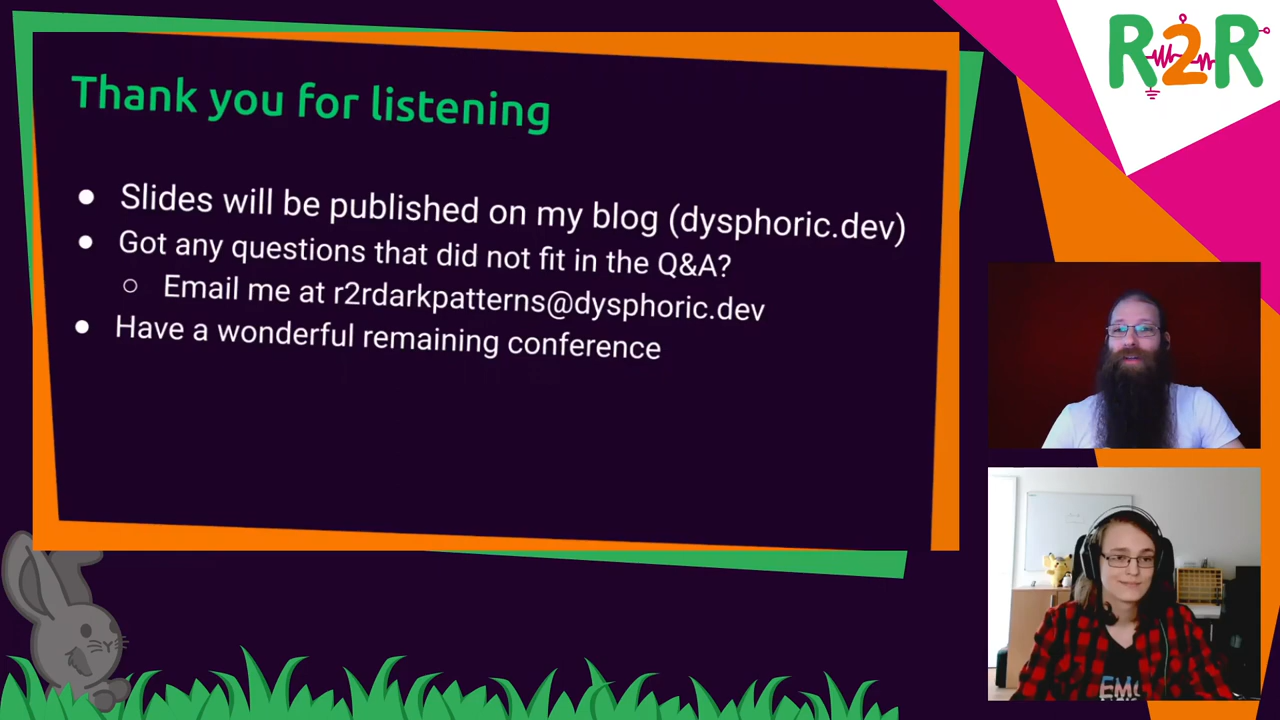 Thank you for listening
Slides will be published on my blog (dysphoric.dev)
Got any questions that did not fit in the Q&A?
Email me at r2rdarkpatterns@dysphoric.dev
Have a wonderful remaining conference
R2R